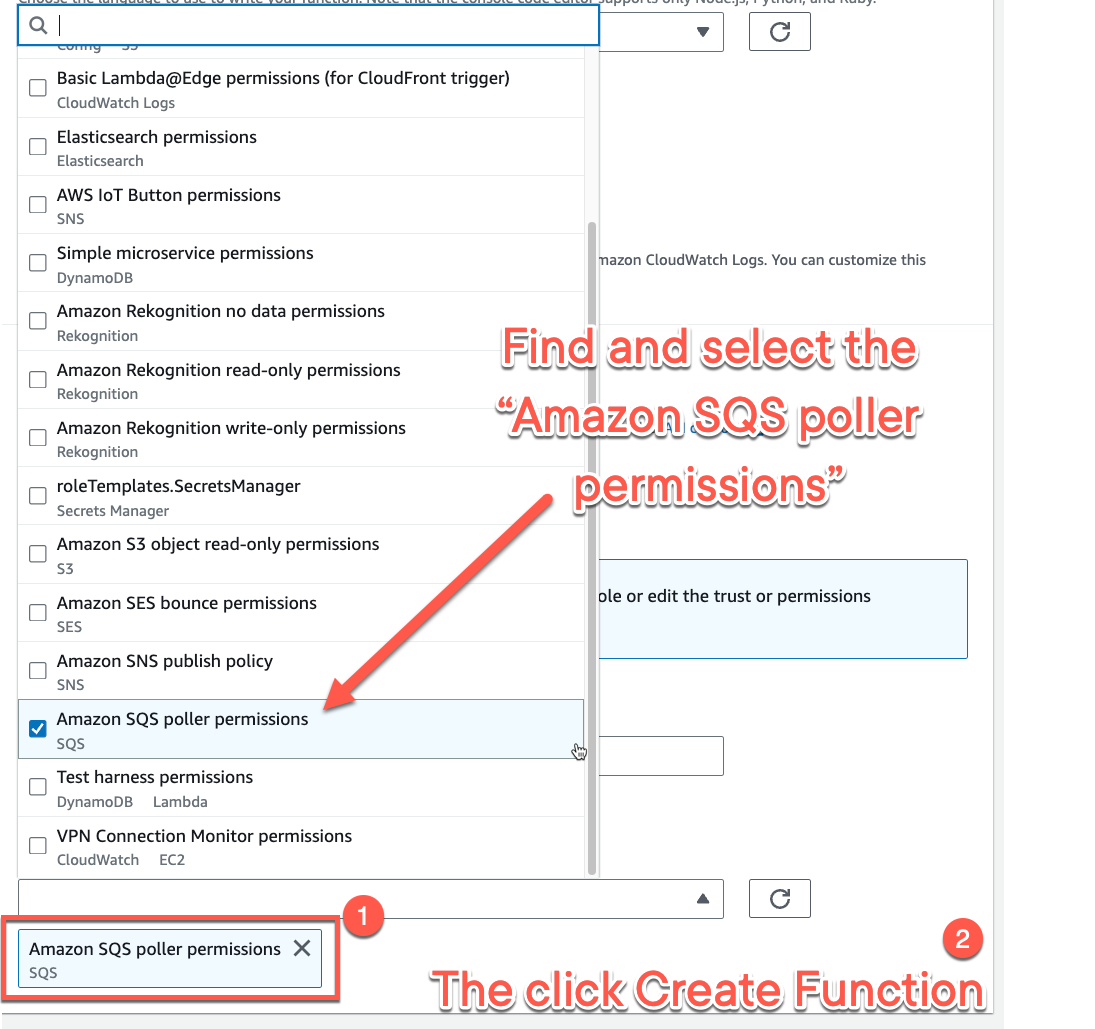 Choose the language to use to write your function. Note that the console code editor supports only Node.js, Python, and Ruby.
Config S3
Basic Lambda@Edge permissions (for CloudFront trigger)
CloudWatch Logs
Elasticsearch permissions
Elasticsearch
AWS IoT Button permissions
SNS
Simple microservice permissions
DynamoDB
mazon CloudWatch Logs. You can customize this
Amazon Rekognition no data permissions
Rekognition
Amazon Rekognition read-only permissions
Rekognition
Amazon Rekognition write-only permissions
Rekognition
roleTemplates.SecretsManager
Secrets Manager
Amazon S3 object read-only permissions
S3
Amazon SES bounce permissions
SES
Amazon SNS publish policy
SNS
Amazon SQS poller permissions
SQS
Test harness permissions
DynamoDB Lambda
VPN Connection Monitor permissions
CloudWatch EC2
Find and select the
“Amazon SQS poller
permissions”
ole or edit the trust or permissions
1
Amazon SQS poller permissions
SQS
2
The click Create Function